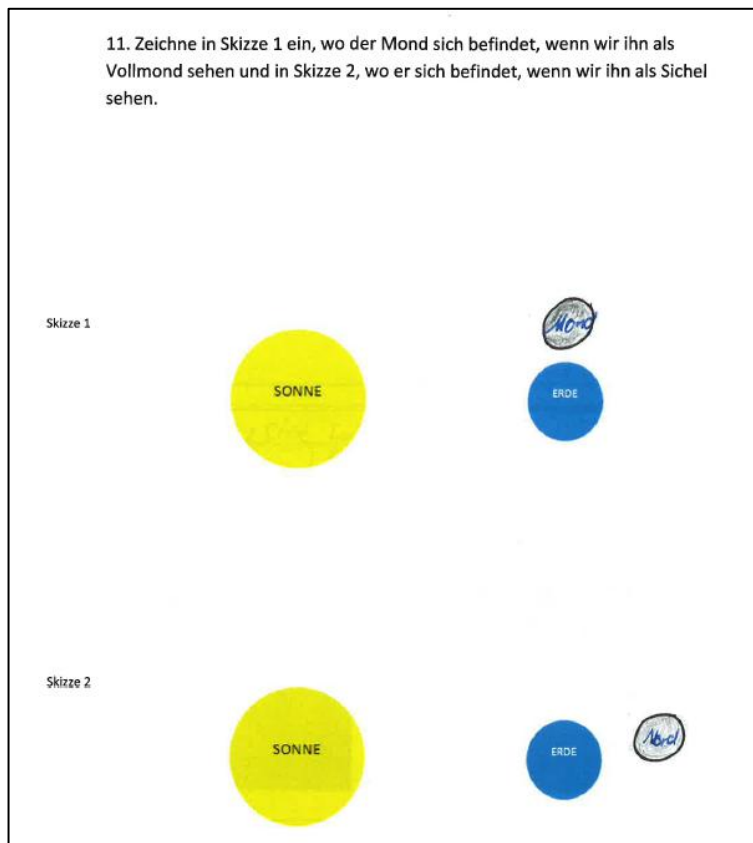 11. Zeichne in Skizze 1 ein, wo der Mond sich befindet, wenn wir ihn als
Vollmond sehen und in Skizze 2, wo er sich befindet, wenn wir ihn als Sichel
sehen.
Mond
Skizze 1
SONNE
ERDE
Skizze 2
Mond
SONNE
ERDE